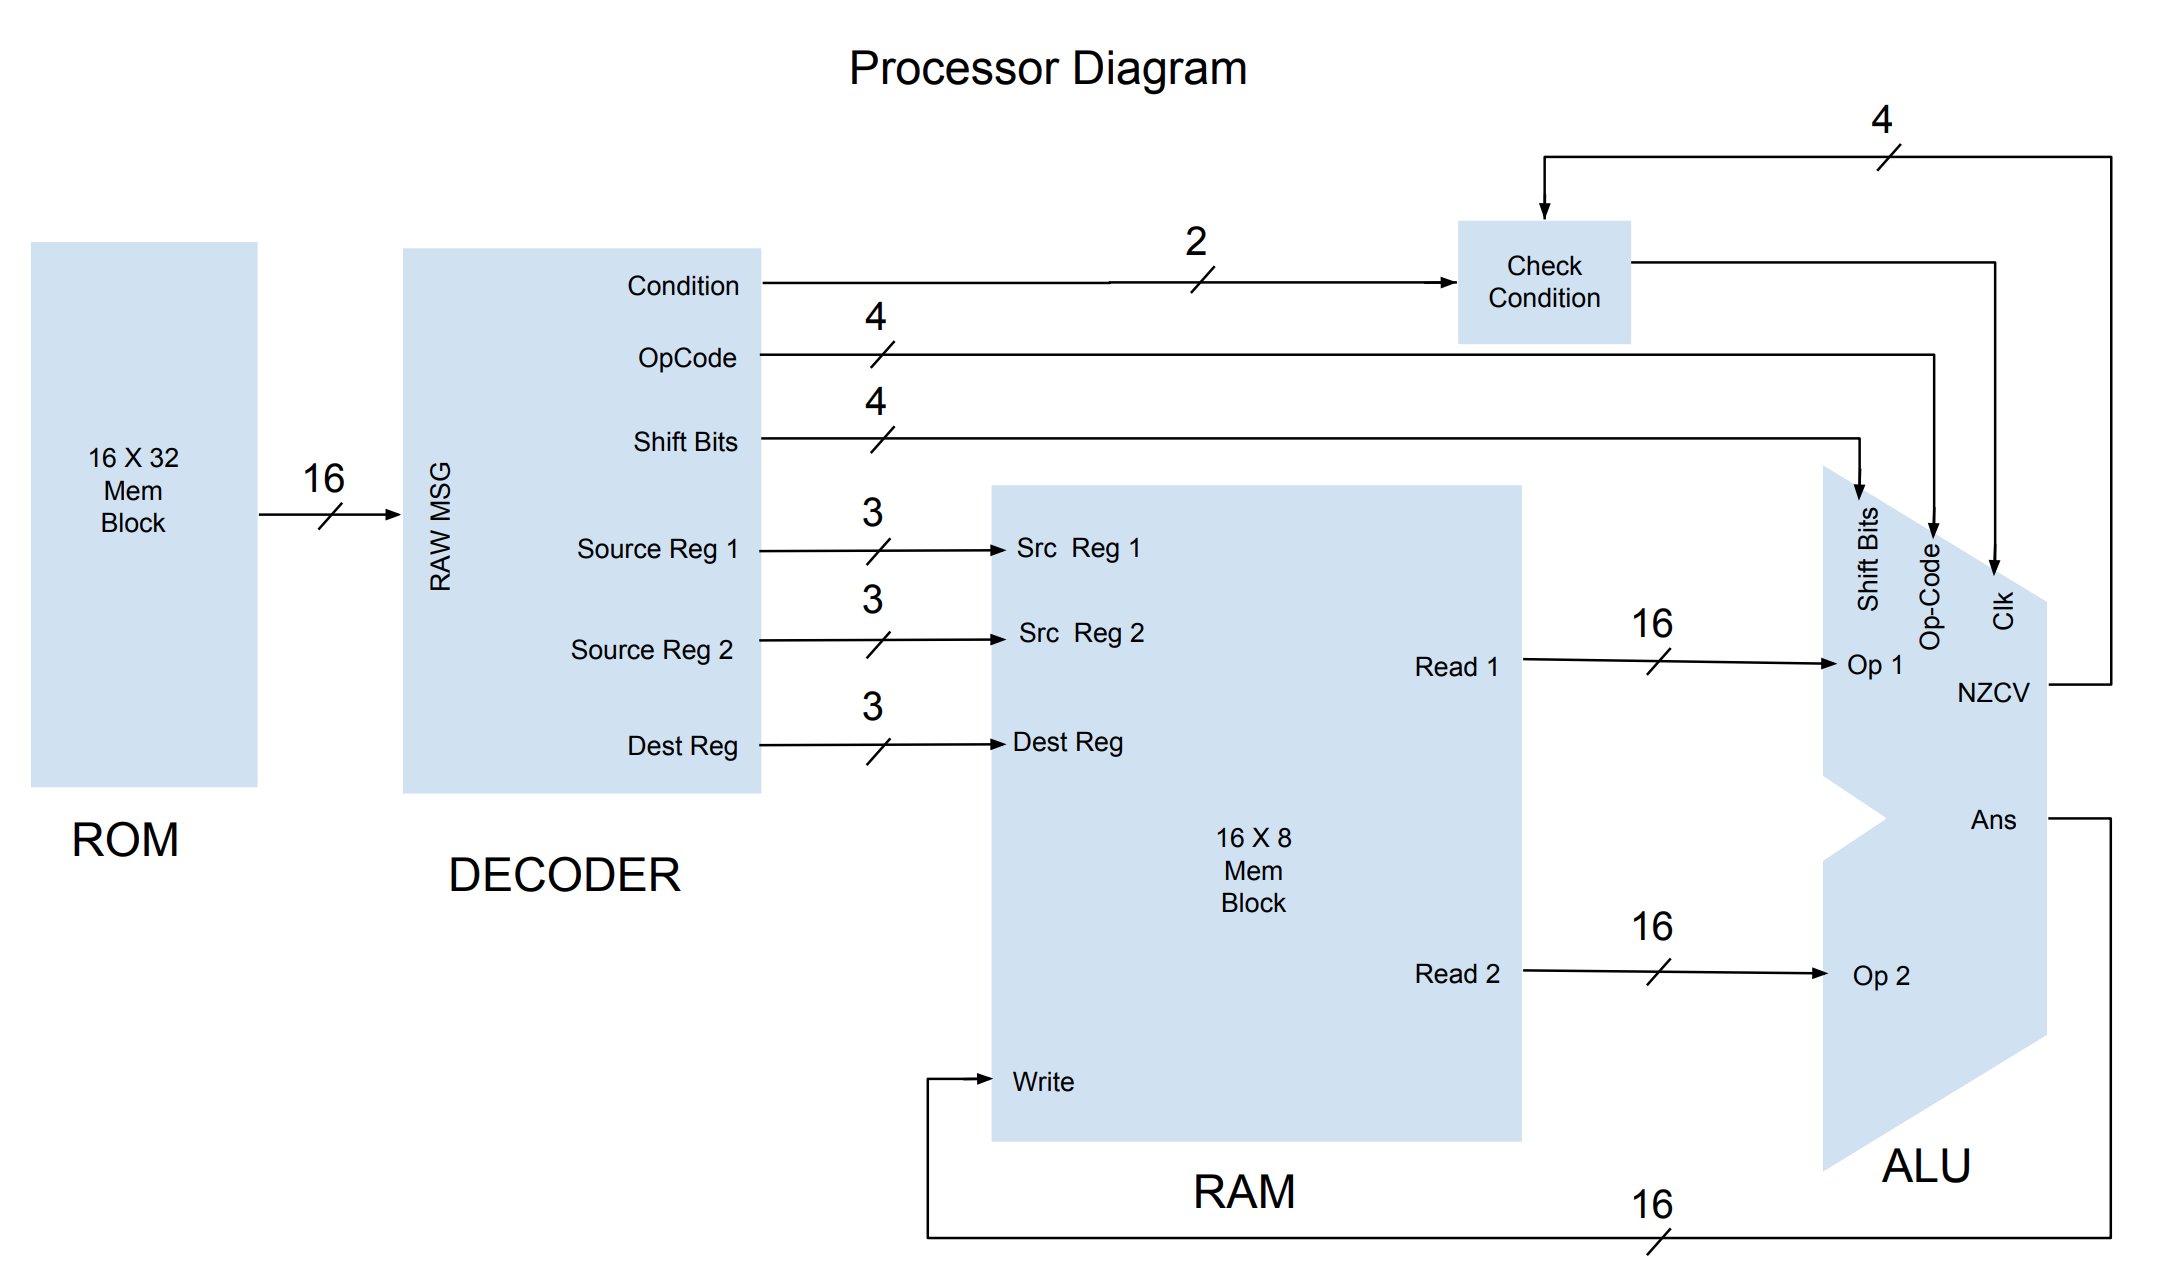 Processor Diagram
4
2
Check
Condition
Condition
4
OpCode
4
Shift Bits
16 X 32
Mem
Block
16
RAW MSG
3
Source Reg 1
Src Reg 1
3
Source Reg 2
Src Reg 2
3
Dest Reg
Dest Reg
Shift Bits
Op-Code
Clk
16
Read 1
Op 1
NZCV
Ans
16 X 8
Mem
Block
16
Read 2
Op 2
Write
ROM
DECODER
RAM
ALU
16